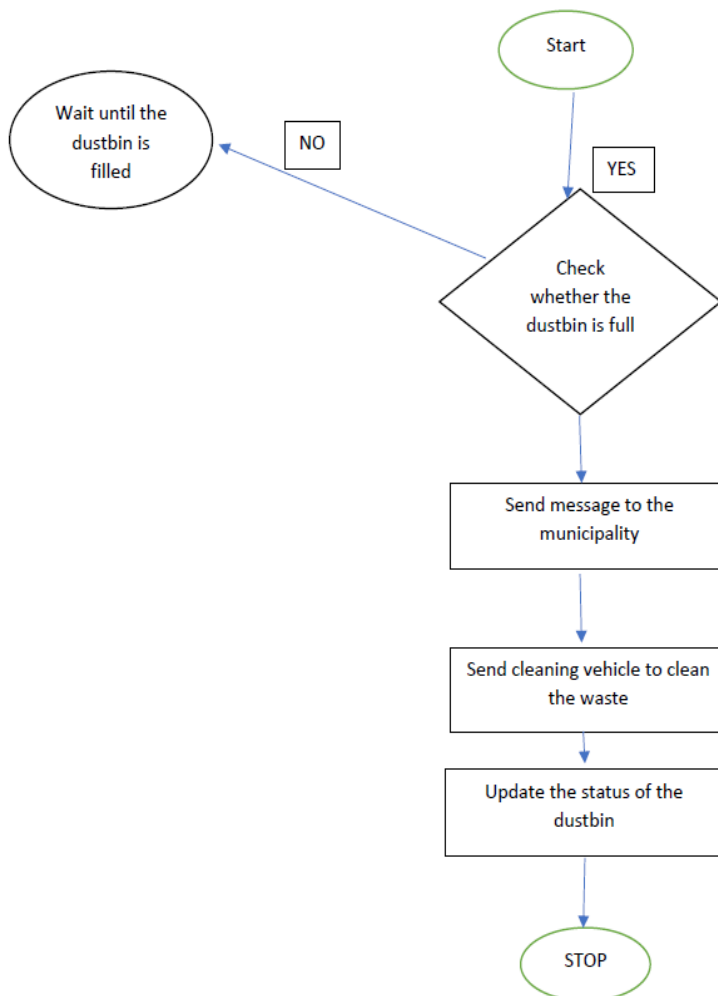 Start
Wait until the
dustbin is
filled
NO
YES
Check
whether the
dustbin is full
Send message to the
municipality
Send cleaning vehicle to clean
the waste
Update the status of the
dustbin
STOP